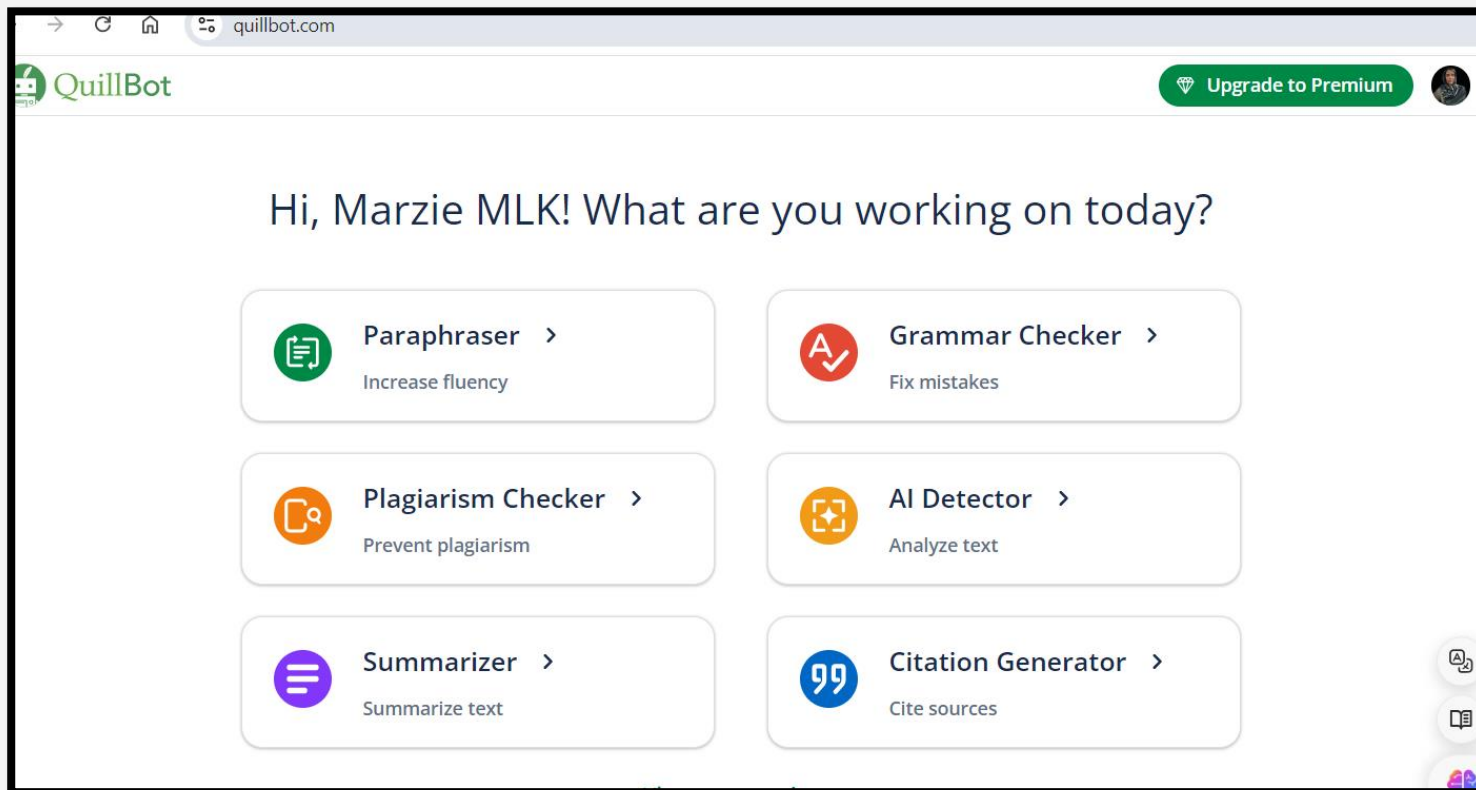 quillbot.com
QuillBot
Upgrade to Premium
Hi, Marzie MLK! What are you working on today?
Paraphraser
Increase fluency
Grammar Checker
Fix mistakes
Plagiarism Checker
Prevent plagiarism
AI Detector
Analyze text
Summarizer
Summarize text
Citation Generator
Cite sources